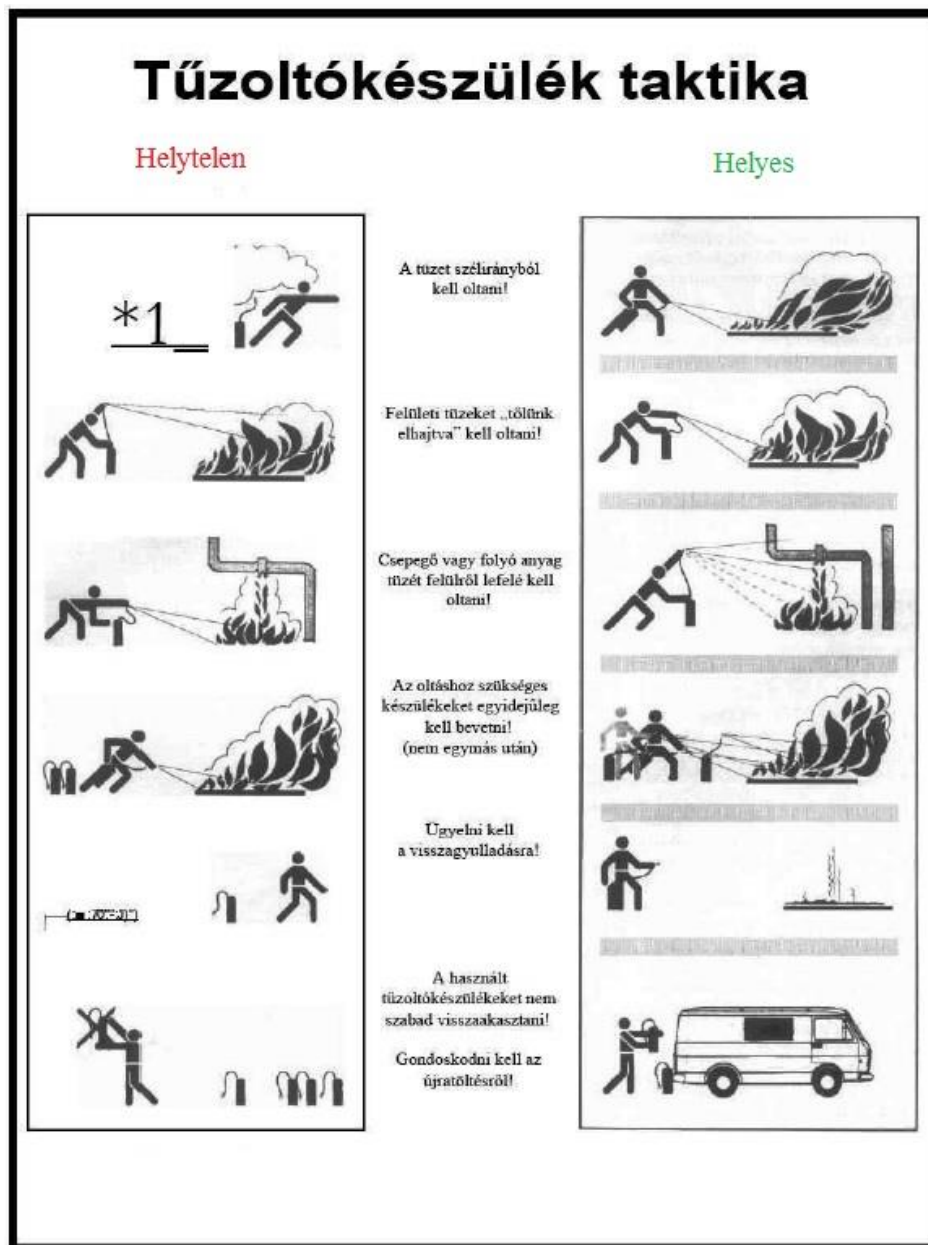 Tűzoltókészülék taktika
Helytelen
Helyes
*1
A tüzet szélirányból
kell oltani!
Felületi tüzeket „tőlünk
elhajtva” kell oltani!
Csepegő vagy folyó anyag
tüzét felülről lefelé kell
oltani!
Az oltáshoz szükséges
készülékeket egyidejűleg
kell bevetni!
(nem egymás után)
Ügyelni kell
a visszagyulladásra!
A használt
tűzoltókészülékeket nem
szabad visszaakasztani!
Gondoskodni kell az
újratöltésről!